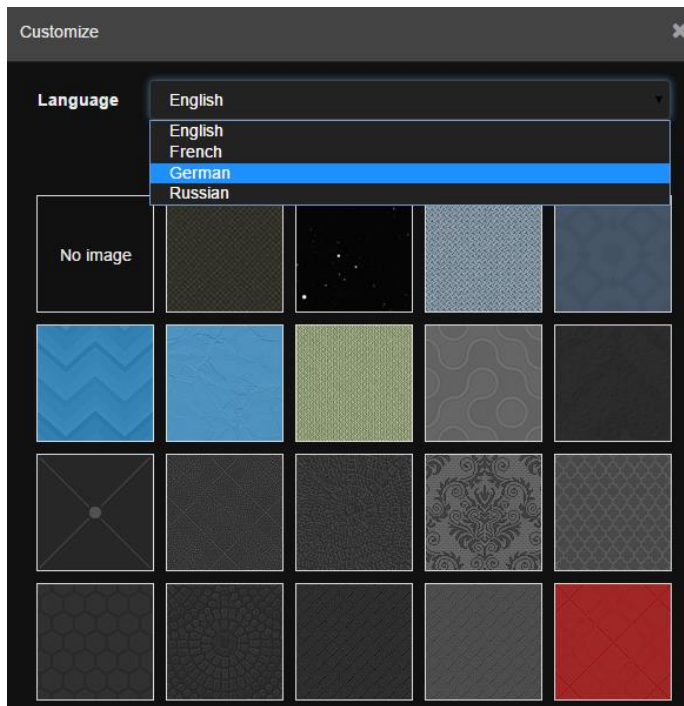 Customize
Language
English
English
French
German
Russian
No image